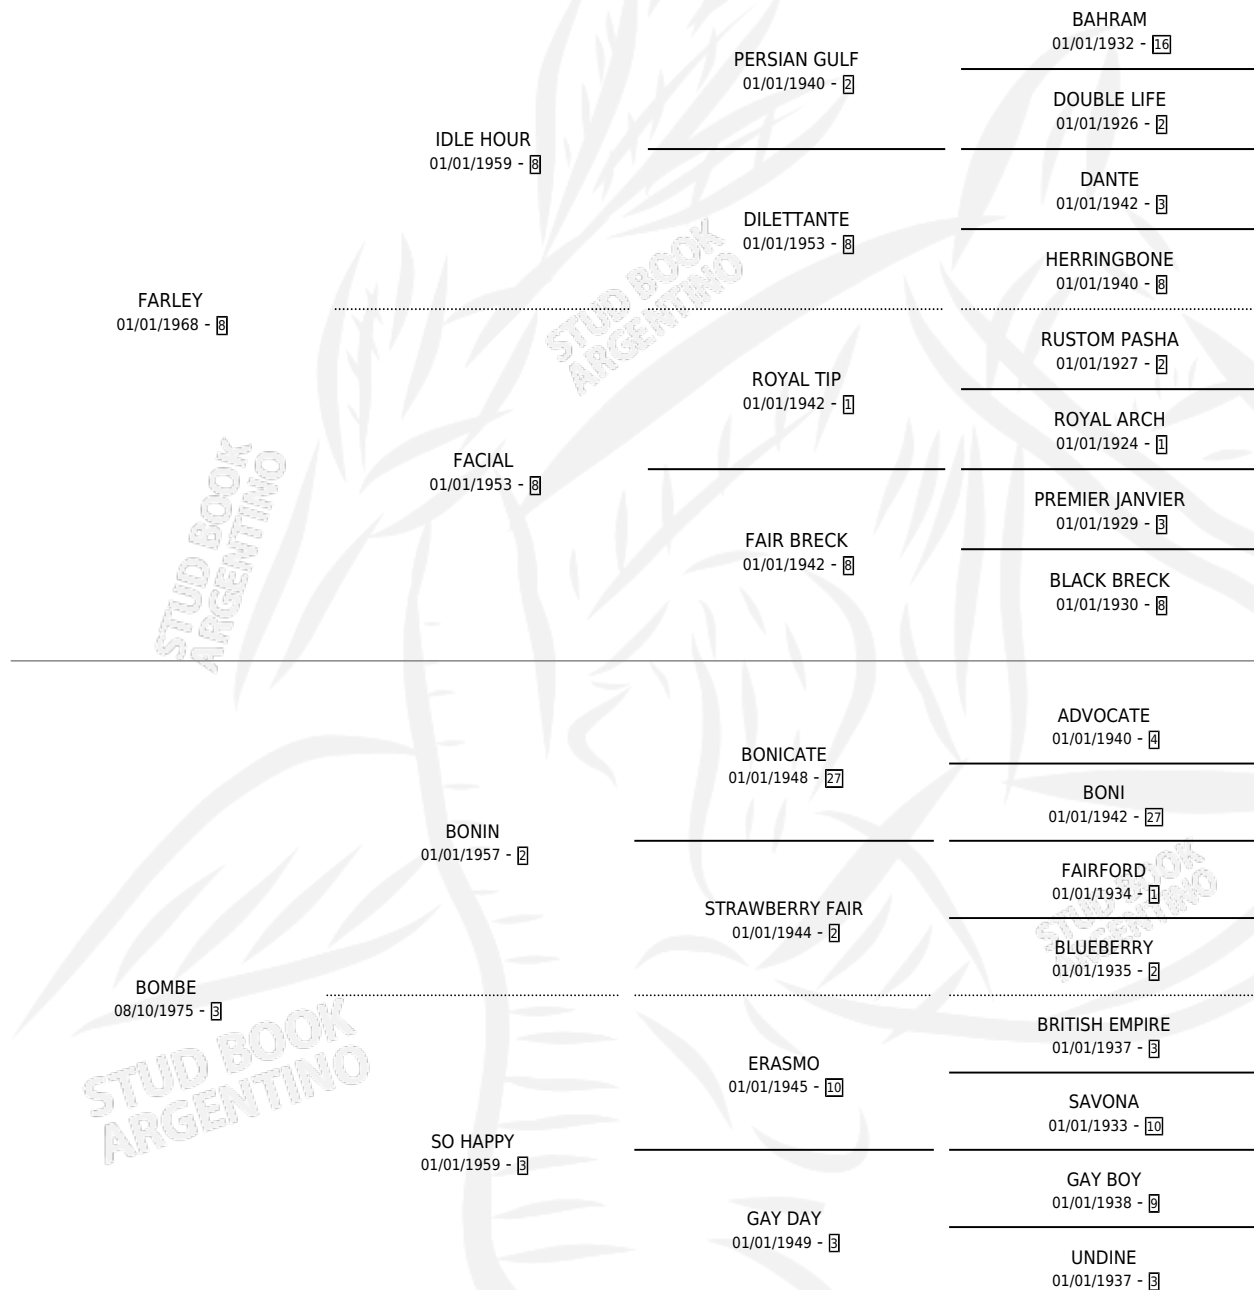 BAHRAM
01/01/1932 - 16
PERSIAN GULF
01/01/1940 - 2
DOUBLE LIFE
01/01/1926 - 2
IDLE HOUR
01/01/1959 - 8
DANTE
01/01/1942 - 3
DILETTANTE
01/01/1953 - 8
HERRINGBONE
01/01/1940 - 8
FARLEY
01/01/1968 - 8
RUSTOM PASHA
01/01/1927 - 2
ROYAL TIP
01/01/1942 - 1
ROYAL ARCH
01/01/1924 - 1
FACIAL
01/01/1953 - 8
PREMIER JANVIER
01/01/1929 - 3
FAIR BRECK
01/01/1942 - 8
BLACK BRECK
01/01/1930 - 8
STUD BOOK
ARGENTINO
STUD BOOK
ARGENTINO
ADVOCATE
01/01/1940 - 4
BONICATE
01/01/1948 - 27
BONI
01/01/1942 - 27
BONIN
01/01/1957 - 2
FAIRFORD
01/01/1934 - 1
STRAWBERRY FAIR
01/01/1944 - 2
BLUEBERRY
01/01/1935 - 2
BOMBE
08/10/1975 - 3
BRITISH EMPIRE
01/01/1937 - 3
ERASMO
01/01/1945 - 10
SAVONA
01/01/1933 - 10
SO HAPPY
01/01/1959 - 3
GAY BOY
01/01/1938 - 9
GAY DAY
01/01/1949 - 3
UNDINE
01/01/1937 - 3
STUD BOOK
ARGENTINO
STUD BOOK
ARGENTINO